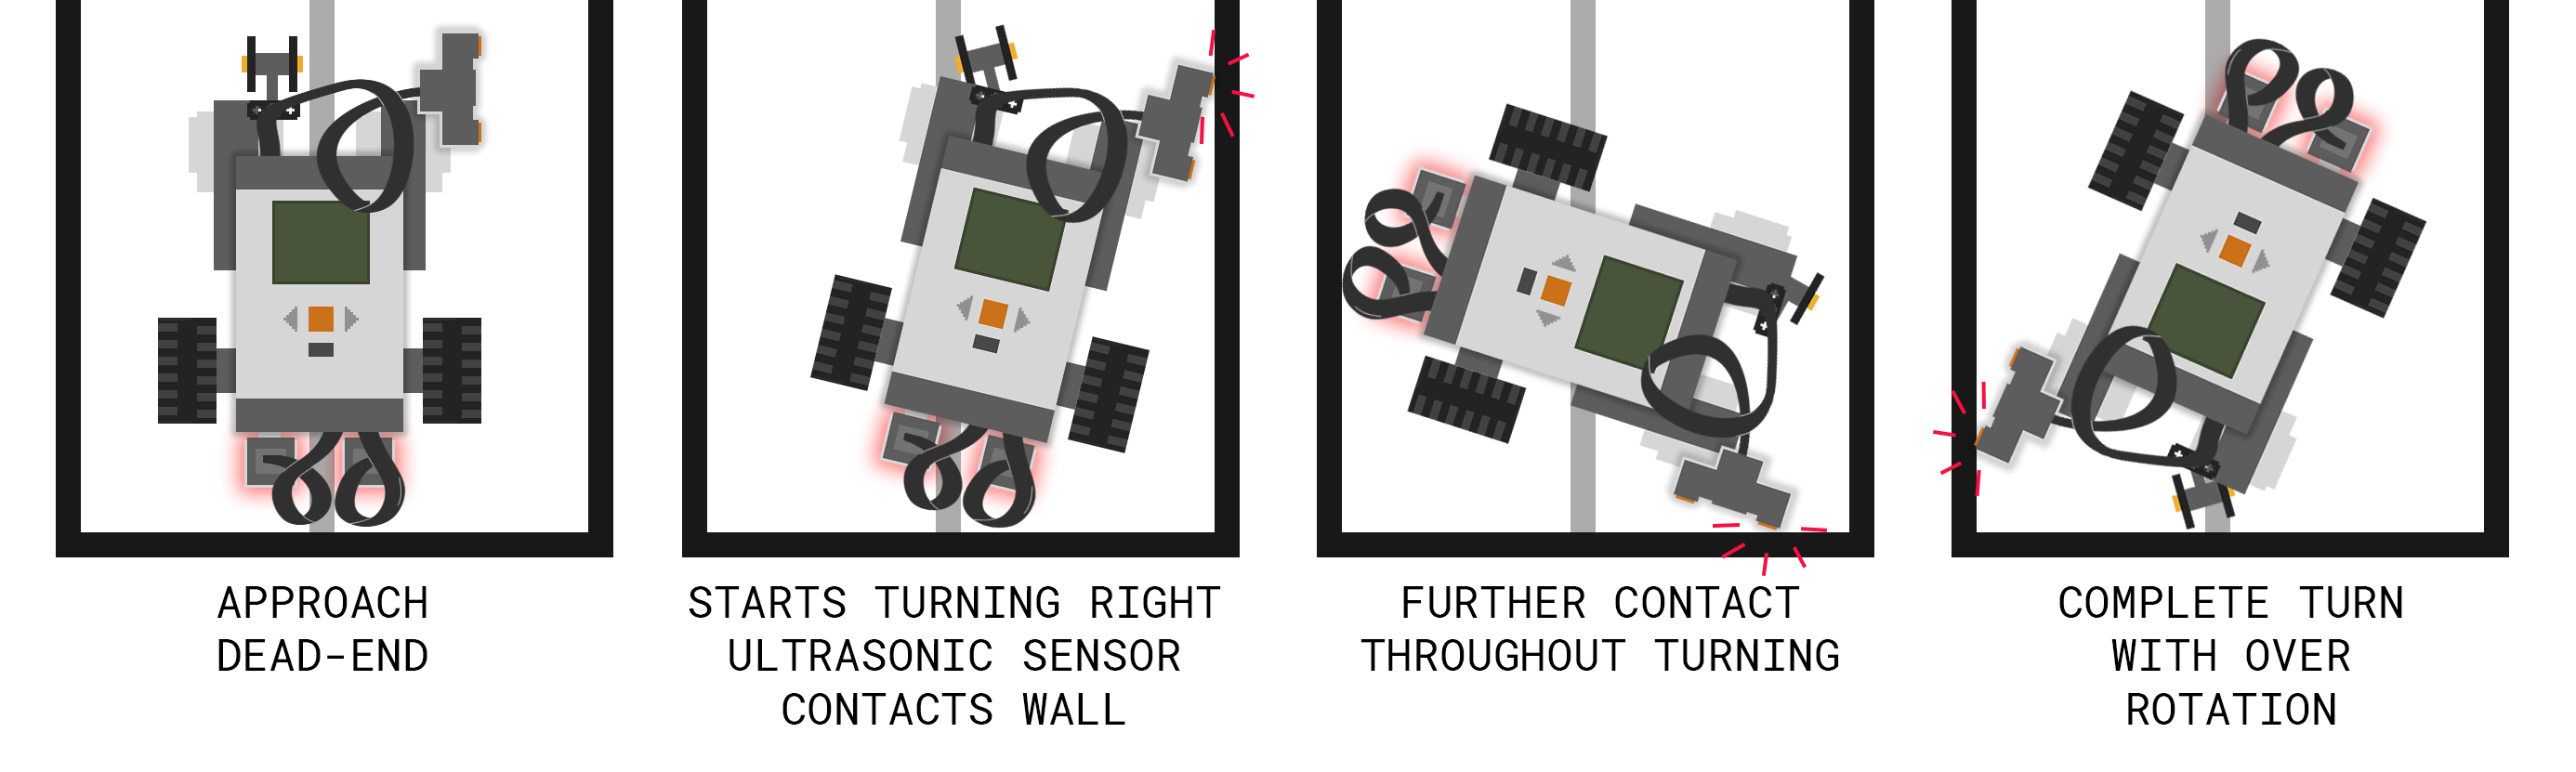 APPROACH
DEAD-END
STARTS TURNING RIGHT
ULTRASONIC SENSOR
CONTACTS WALL
FURTHER CONTACT
THROUGHOUT TURNING
COMPLETE TURN
WITH OVER
ROTATION